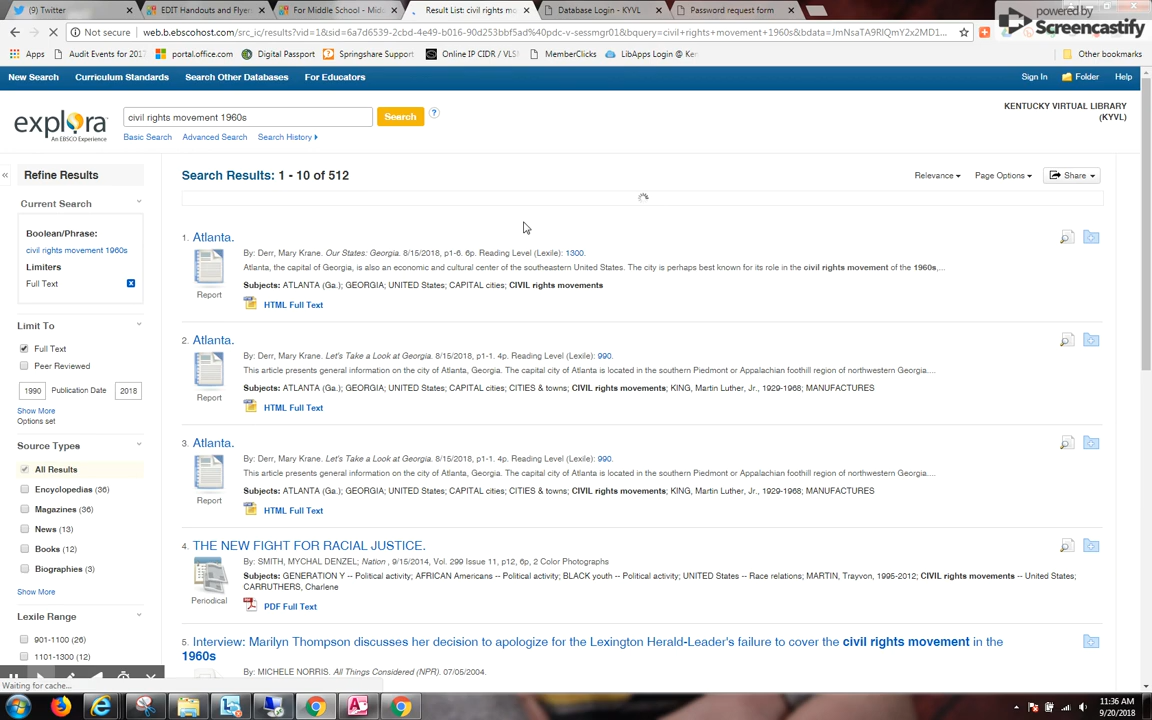 Twitter
EDIT Handouts and Flyers
For Middle School - Mid
Result List: civil rights mo
Database Login - KYVL
Password request form
powered by
Screencastify
Not secure | web.b.ebscohost.com/src_ic/results?vid=1&sid=6a7d6539-2cbd-4e49-b016-90d253bbf5ad%40pdc-v-sessmgr01&bquery=civil+rights+movement+1960s&bdata=JmNsaTA9RlQmY2x2MD1...
Apps
Audit Events for 2017
portal.office.com
Digital Passport
Springshare Support
Online IP CIDR / VLS
MemberClicks
LibApps Login @ Ken
Other bookmarks
New Search
Curriculum Standards
Search Other Databases
For Educators
Sign In
Folder
Help
explora
An EBSCO Experience
civil rights movement 1960s
Search
?
Basic Search
Advanced Search
Search History
KENTUCKY VIRTUAL LIBRARY
(KYVL)
«
Refine Results
Search Results: 1 - 10 of 512
Relevance
Page Options
Share
Current Search
Boolean/Phrase:
civil rights movement 1960s
Limiters
Full Text
Limit To
Full Text
Peer Reviewed
1990 Publication Date 2018
Show More
Options set
Source Types
All Results
Encyclopedias (36)
Magazines (36)
News (13)
Books (12)
Biographies (3)
Show More
Lexile Range
901-1100 (26)
1101-1300 (12)
1. Atlanta.
By: Derr, Mary Krane. Our States: Georgia. 8/15/2018, p1-6. 6p. Reading Level (Lexile): 1300.
Atlanta, the capital of Georgia, is also an economic and cultural center of the southeastern United States. The city is perhaps best known for its role in the civil rights movement of the 1960s,...
Subjects: ATLANTA (Ga.); GEORGIA; UNITED States; CAPITAL cities; CIVIL rights movements
Report
HTML Full Text
2. Atlanta.
By: Derr, Mary Krane. Let's Take a Look at Georgia. 8/15/2018, p1-1. 4p. Reading Level (Lexile): 990.
This article presents general information on the city of Atlanta, Georgia. The capital city of Atlanta is located in the southern Piedmont or Appalachian foothill region of northwestern Georgia....
Subjects: ATLANTA (Ga.); GEORGIA; UNITED States; CAPITAL cities; CITIES & towns; CIVIL rights movements; KING, Martin Luther, Jr., 1929-1968; MANUFACTURES
Report
HTML Full Text
3. Atlanta.
By: Derr, Mary Krane. Let's Take a Look at Georgia. 8/15/2018, p1-1. 4p. Reading Level (Lexile): 990.
This article presents general information on the city of Atlanta, Georgia. The capital city of Atlanta is located in the southern Piedmont or Appalachian foothill region of northwestern Georgia....
Subjects: ATLANTA (Ga.); GEORGIA; UNITED States; CAPITAL cities; CITIES & towns; CIVIL rights movements; KING, Martin Luther, Jr., 1929-1968; MANUFACTURES
Report
HTML Full Text
4. THE NEW FIGHT FOR RACIAL JUSTICE.
By: SMITH, MYCHAL DENZEL; Nation , 9/15/2014, Vol. 299 Issue 11, p12, 6p, 2 Color Photographs
Subjects: GENERATION Y -- Political activity; AFRICAN Americans -- Political activity; BLACK youth -- Political activity; UNITED States -- Race relations; MARTIN, Trayvon, 1995-2012; CIVIL rights movements -- United States;
CARRUTHERS, Charlene
Periodical
PDF Full Text
5. Interview: Marilyn Thompson discusses her decision to apologize for the Lexington Herald-Leader's failure to cover the civil rights movement in the
1960s
By: MICHELE NORRIS. All Things Considered (NPR). 07/05/2004.
Waiting for cache...
11:36 AM
9/20/2018